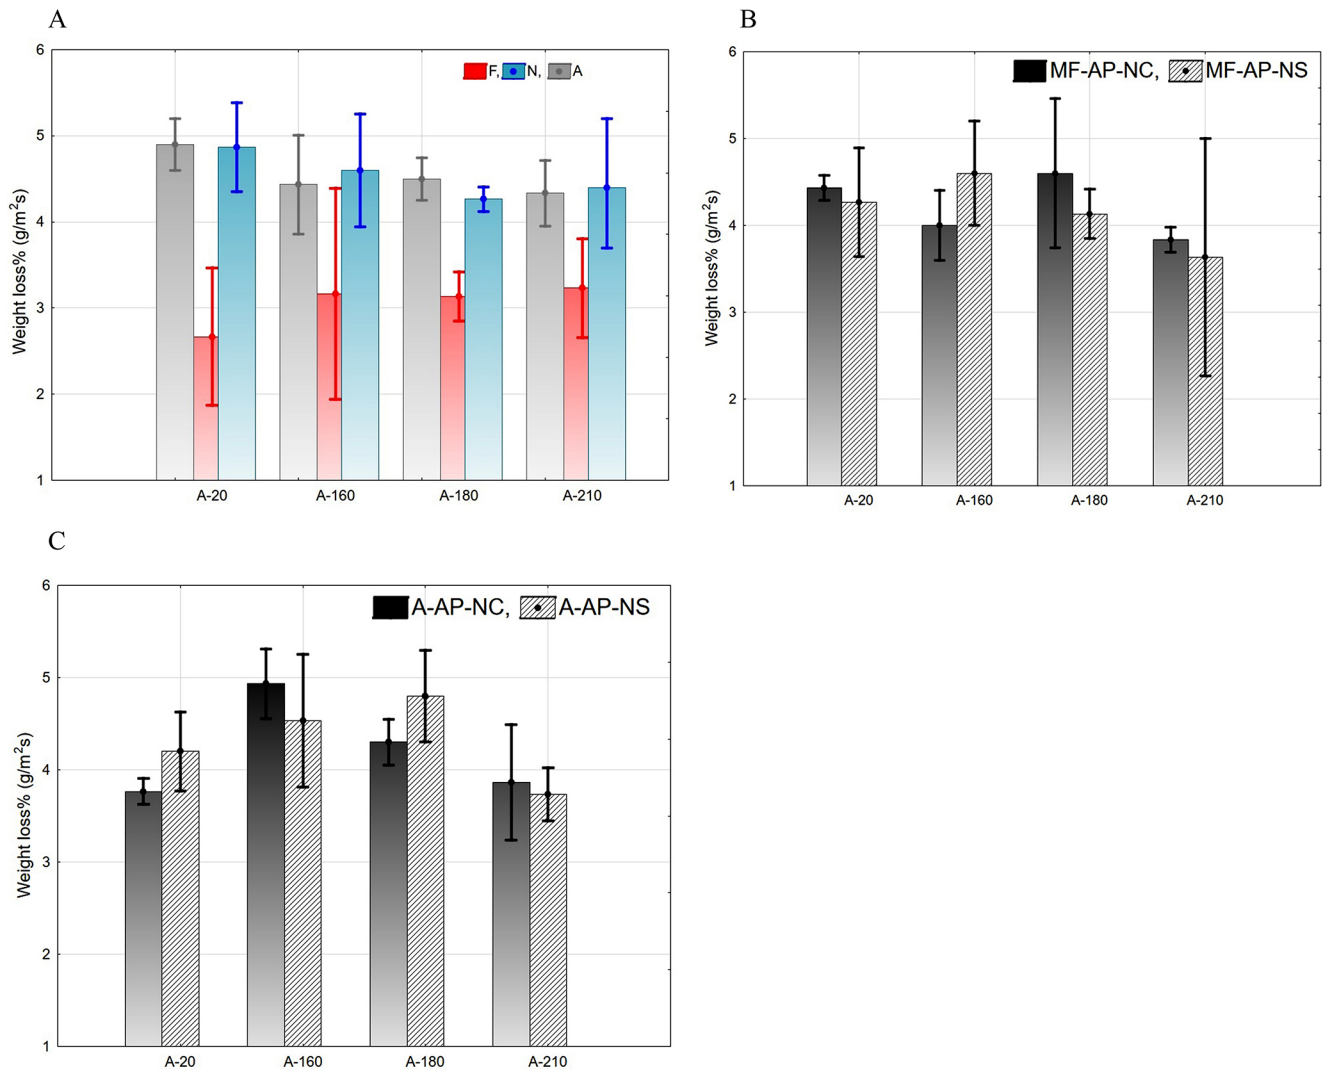 A
6
5
4
3
2
1
Weight loss% (g/m²s)
F, N, A
A-20 A-160 A-180 A-210
B
6
5
4
3
2
1
Weight loss% (g/m²s)
MF-AP-NC, MF-AP-NS
A-20 A-160 A-180 A-210
C
6
5
4
3
2
1
Weight loss% (g/m²s)
A-AP-NC, A-AP-NS
A-20 A-160 A-180 A-210